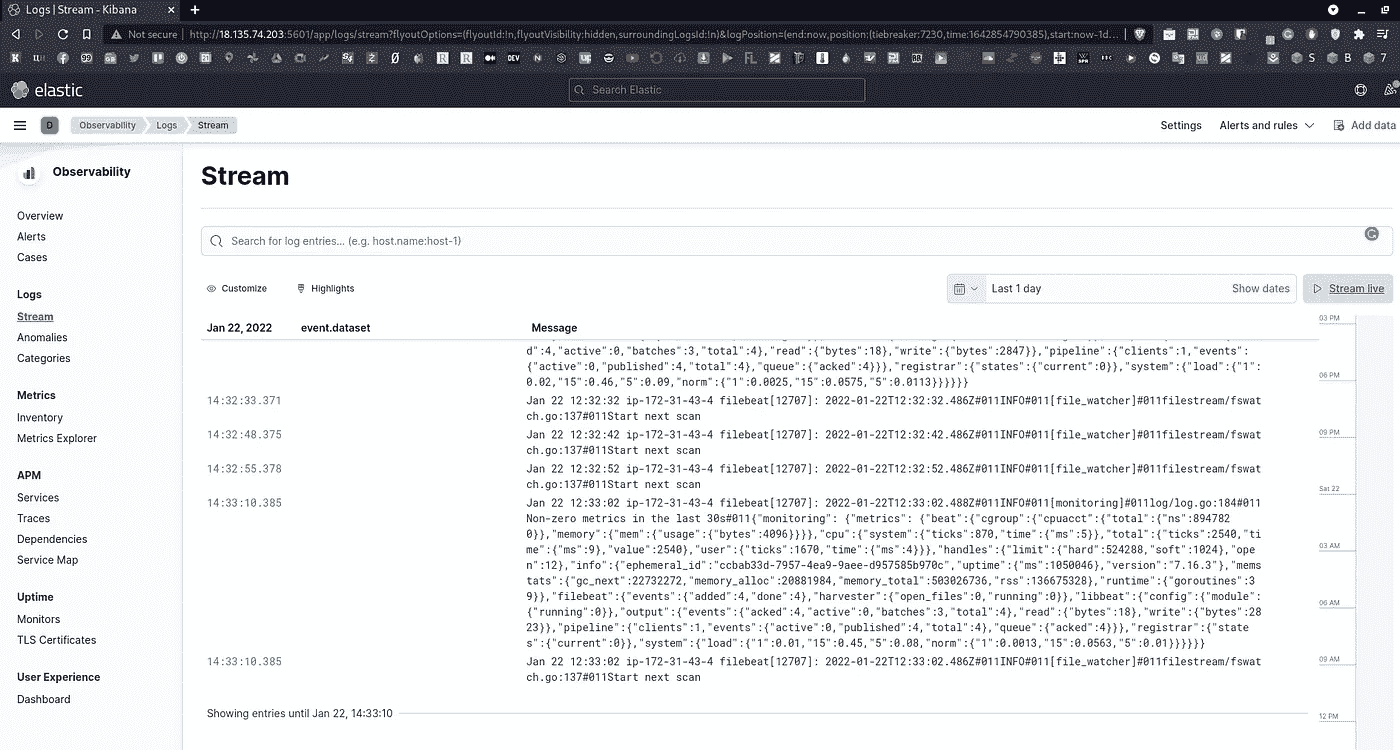 Logs | Stream - Kibana
Not secure | http://18.135.74.203:5601/app/logs/stream?flyoutOptions=(flyoutId:!n,flyoutVisibility:hidden,surroundingLogsId:!n)&logPosition=(end:now,position:(tiebreaker:7230,time:1642854790385),start:now-1d...
elastic
Search Elastic
D Observability Logs Stream
Settings Alerts and rules Add data
Observability
Overview
Alerts
Cases
Logs
Stream
Anomalies
Categories
Metrics
Inventory
Metrics Explorer
APM
Services
Traces
Dependencies
Service Map
Uptime
Monitors
TLS Certificates
User Experience
Dashboard
Stream
Search for log entries... (e.g. host.name:host-1)
Customize Highlights
Last 1 day Show dates Stream live
Jan 22, 2022 event.dataset Message
d":4,"active":0,"batches":3,"total":4},"read":{"bytes":18},"write":{"bytes":2847}},"pipeline":{"clients":1,"events":
{"active":0,"published":4,"total":4},"queue":{"acked":4}}},"registrar":{"states":{"current":0}},"system":{"load":{"1":
0.02,"15":0.46,"5":0.09,"norm":{"1":0.0025,"15":0.0575,"5":0.0113}}}}}}
14:32:33.371 Jan 22 12:32:32 ip-172-31-43-4 filebeat[12707]: 2022-01-22T12:32:32.486Z#011INFO#011[file_watcher]#011filestream/fswat
ch.go:137#011Start next scan
14:32:48.375 Jan 22 12:32:42 ip-172-31-43-4 filebeat[12707]: 2022-01-22T12:32:42.486Z#011INFO#011[file_watcher]#011filestream/fswat
ch.go:137#011Start next scan
14:32:55.378 Jan 22 12:32:52 ip-172-31-43-4 filebeat[12707]: 2022-01-22T12:32:52.486Z#011INFO#011[file_watcher]#011filestream/fswat
ch.go:137#011Start next scan
14:33:10.385 Jan 22 12:33:02 ip-172-31-43-4 filebeat[12707]: 2022-01-22T12:33:02.488Z#011INFO#011[monitoring]#011log/log.go:184#011
Non-zero metrics in the last 30s#011{"monitoring": {"metrics": {"beat":{"cgroup":{"cpuacct":{"total":{"ns":894782
0}},"memory":{"mem":{"usage":{"bytes":4096}}}},"cpu":{"system":{"ticks":870,"time":{"ms":5}},"total":{"ticks":2540,"ti
me":{"ms":9},"value":2540},"user":{"ticks":1670,"time":{"ms":4}}},"handles":{"limit":{"hard":524288,"soft":1024},"ope
n":12},"info":{"ephemeral_id":"ccbab33d-7957-4ea9-9aee-d957585b970c","uptime":{"ms":1050046},"version":"7.16.3"},"mems
tats":{"gc_next":22732272,"memory_alloc":20881984,"memory_total":503026736,"rss":136675328},"runtime":{"goroutines":3
9}},"filebeat":{"events":{"added":4,"done":4},"harvester":{"open_files":0,"running":0}},"libbeat":{"config":{"module":
{"running":0}},"output":{"events":{"acked":4,"active":0,"batches":3,"total":4},"read":{"bytes":18},"write":{"bytes":28
23}},"pipeline":{"clients":1,"events":{"active":0,"published":4,"total":4},"queue":{"acked":4}}},"registrar":{"state
s":{"current":0}},"system":{"load":{"1":0.01,"15":0.45,"5":0.08,"norm":{"1":0.0013,"15":0.0563,"5":0.01}}}}}}
14:33:10.385 Jan 22 12:33:02 ip-172-31-43-4 filebeat[12707]: 2022-01-22T12:33:02.486Z#011INFO#011[file_watcher]#011filestream/fswat
ch.go:137#011Start next scan
Showing entries until Jan 22, 14:33:10
03 PM
06 PM
09 PM
Sat 22
03 AM
06 AM
09 AM
12 PM